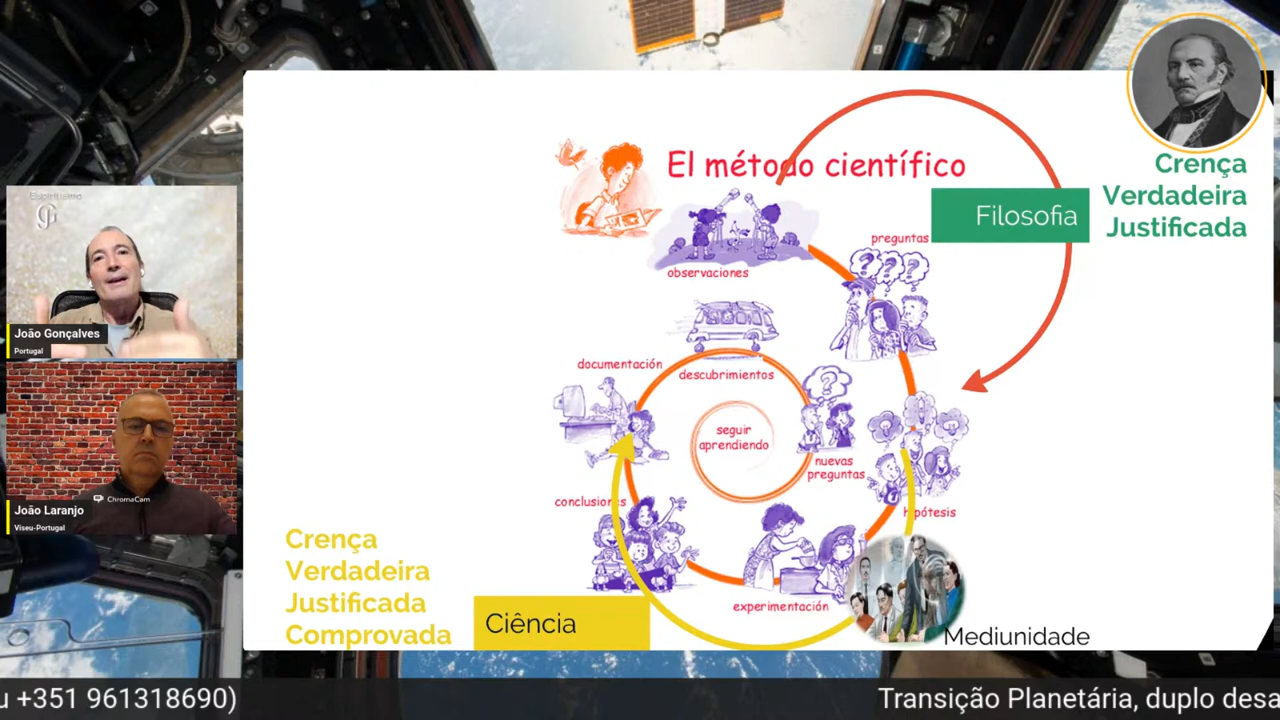 El método científico
Crença
Verdadeira
Justificada
Filosofia
preguntas
observaciones
João Gonçalves
Portugal
documentación
descubrimientos
seguir
aprendiendo
nuevas
preguntas
hipótesis
conclusiones
ChromaCam
João Laranjo
Viseu-Portugal
Crença
Verdadeira
Justificada
Comprovada
Ciência
experimentación
Mediunidade
u +351 961318690)
Transição Planetária, duplo desa